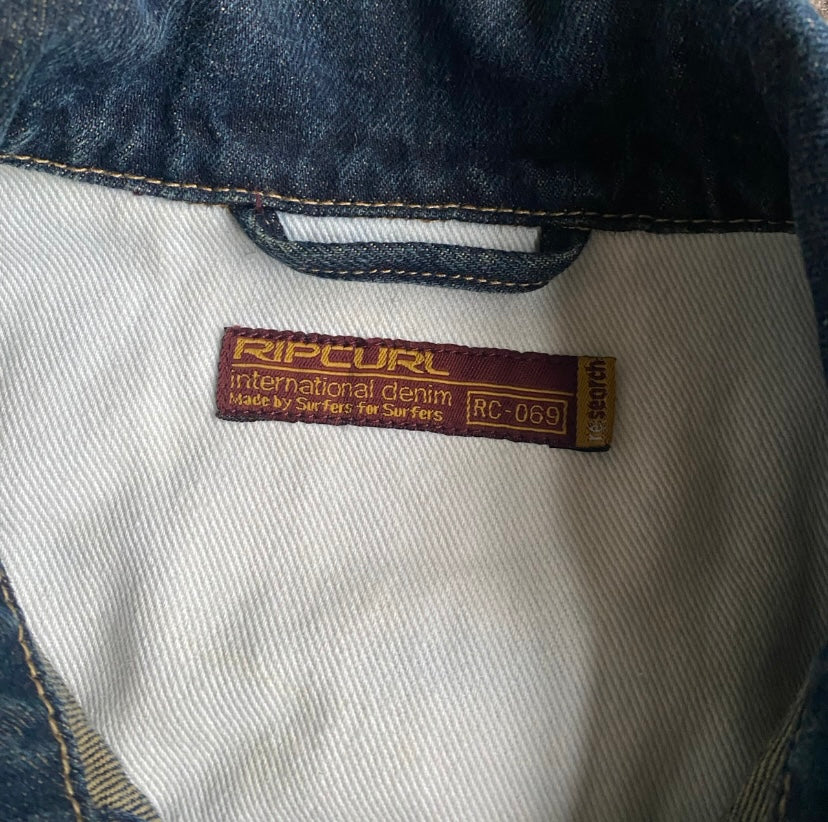 RIPCURL
international denim
Made by Surfers for Surfers
RC-069
research